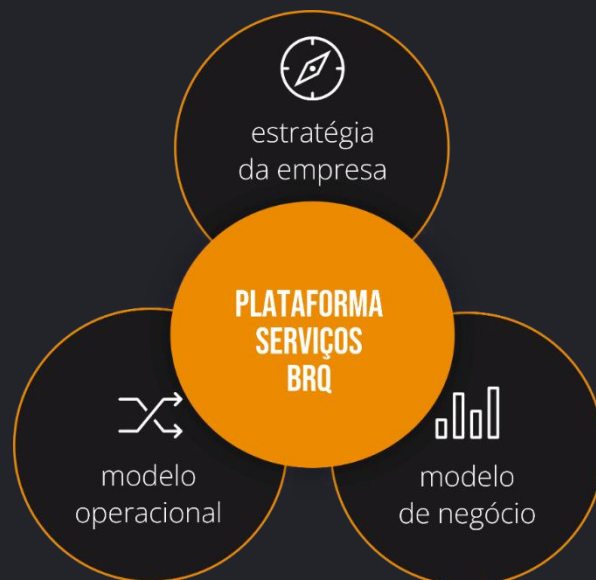 estratégia
da empresa
PLATAFORMA
SERVIÇOS
BRQ
modelo
operacional
modelo
de negócio